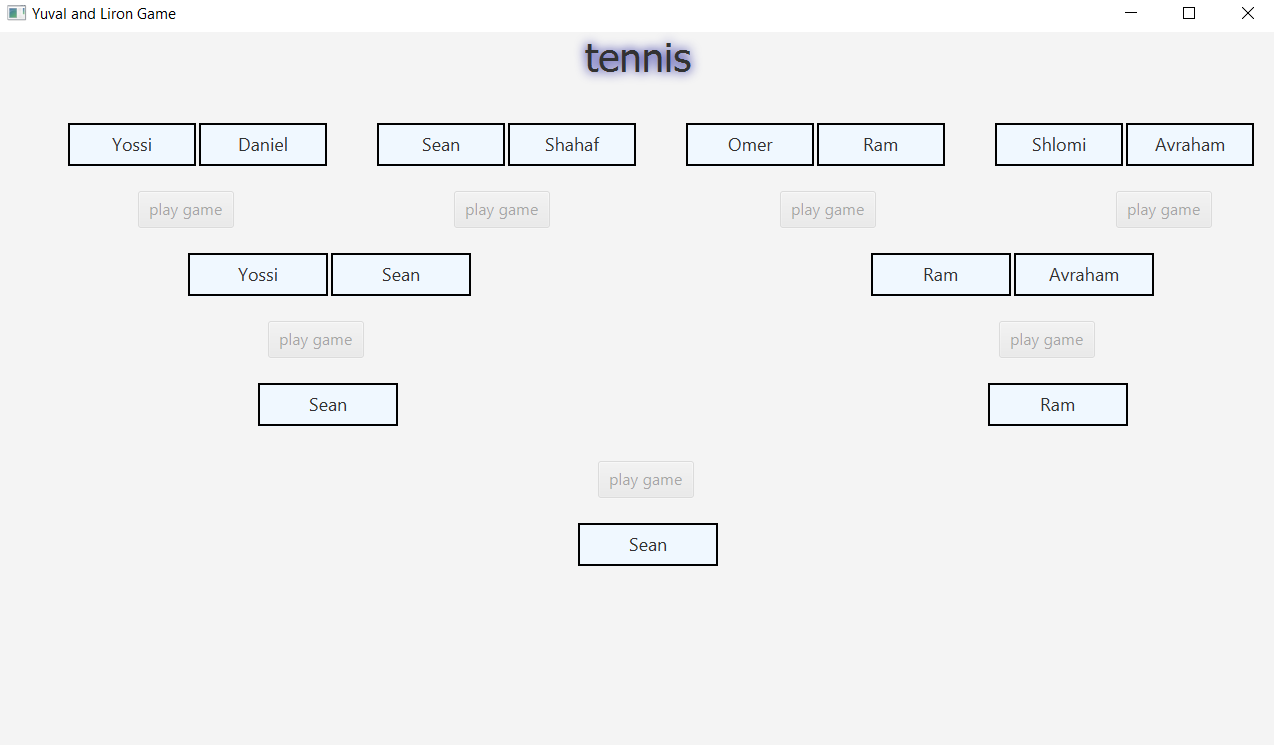 Yuval and Liron Game
tennis
Yossi Daniel Sean Shahaf Omer Ram Shlomi Avraham
play game play game play game play game
Yossi Sean Ram Avraham
play game play game
Sean Ram
play game
Sean